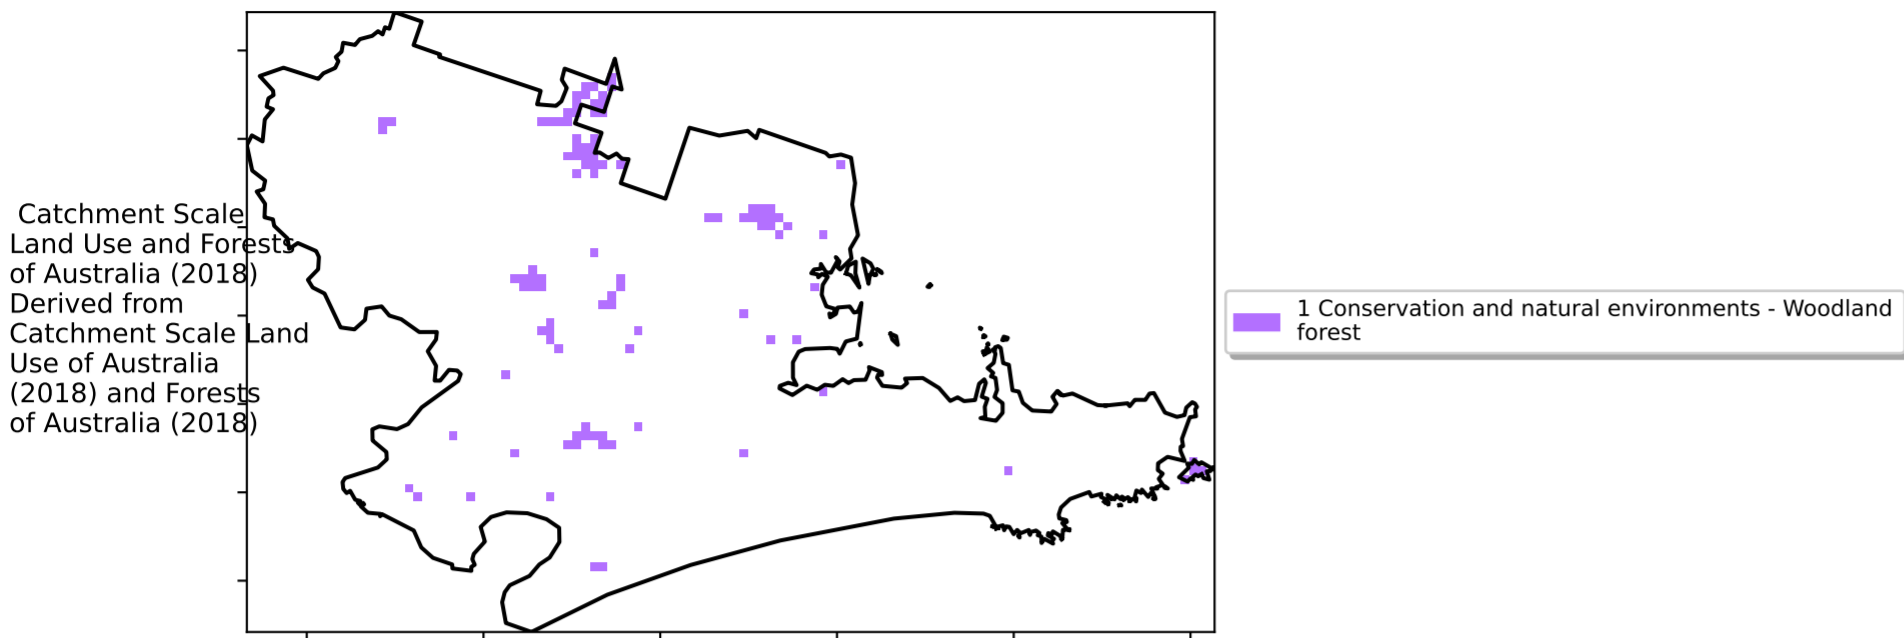 Catchment Scale
Land Use and Forests
of Australia (2018)
Derived from
Catchment Scale Land
Use of Australia
(2018) and Forests
of Australia (2018)
1 Conservation and natural environments - Woodland
forest